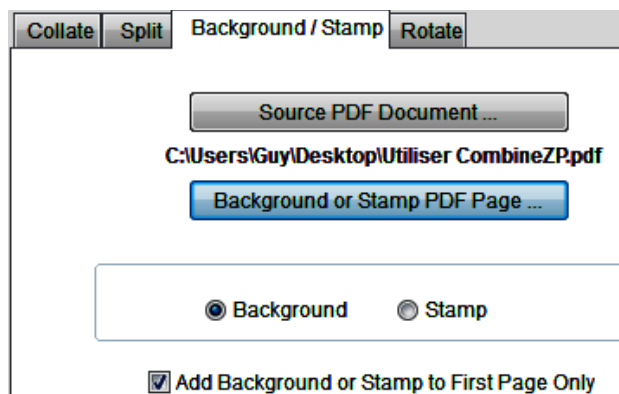 Collate Split Background / Stamp Rotate
Source PDF Document ...
C:\Users\Guy\Desktop\Utiliser CombineZP.pdf
Background or Stamp PDF Page ...
Background Stamp
Add Background or Stamp to First Page Only